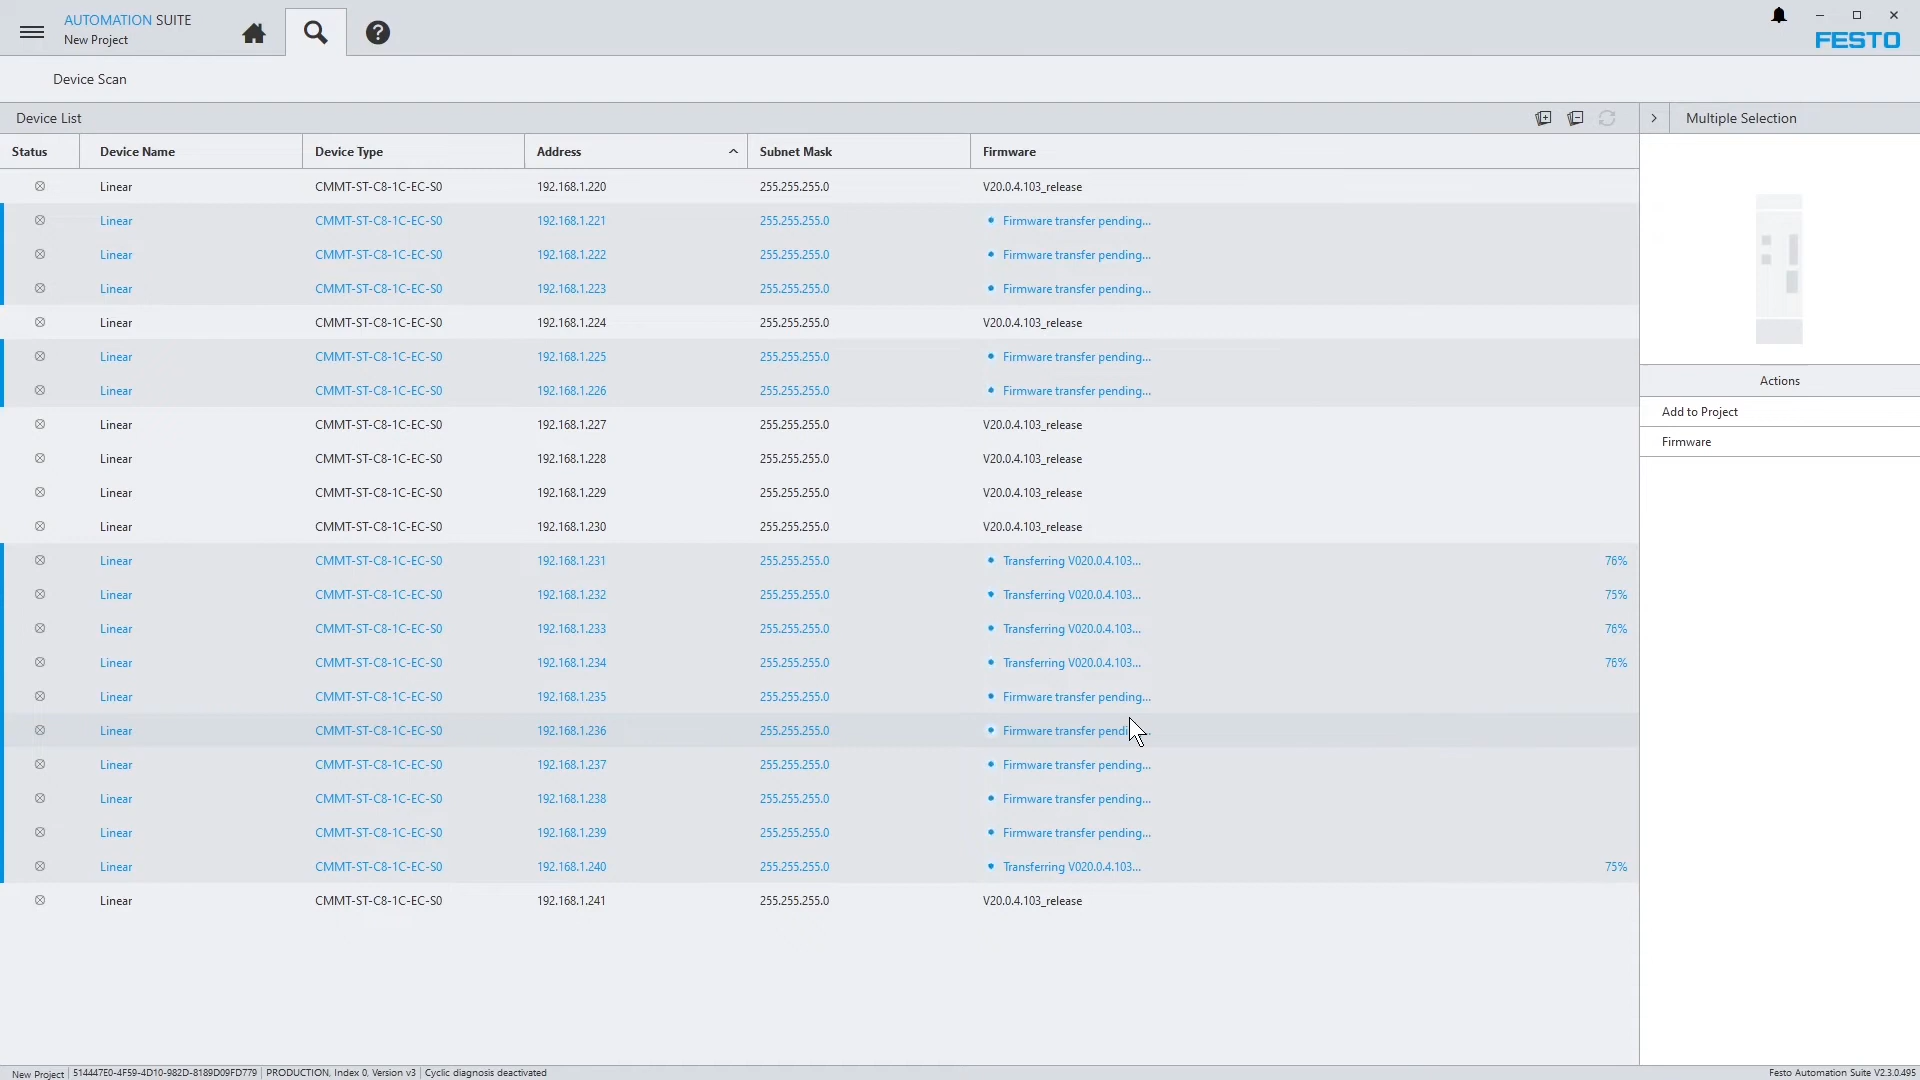 AUTOMATION SUITE
New Project
FESTO
Device Scan
Device List
Multiple Selection
Status Device Name Device Type Address Subnet Mask Firmware
Linear CMMT-ST-C8-1C-EC-S0 192.168.1.220 255.255.255.0 V20.0.4.103_release
Linear CMMT-ST-C8-1C-EC-S0 192.168.1.221 255.255.255.0 Firmware transfer pending...
Linear CMMT-ST-C8-1C-EC-S0 192.168.1.222 255.255.255.0 Firmware transfer pending...
Linear CMMT-ST-C8-1C-EC-S0 192.168.1.223 255.255.255.0 Firmware transfer pending...
Linear CMMT-ST-C8-1C-EC-S0 192.168.1.224 255.255.255.0 V20.0.4.103_release
Linear CMMT-ST-C8-1C-EC-S0 192.168.1.225 255.255.255.0 Firmware transfer pending...
Linear CMMT-ST-C8-1C-EC-S0 192.168.1.226 255.255.255.0 Firmware transfer pending...
Linear CMMT-ST-C8-1C-EC-S0 192.168.1.227 255.255.255.0 V20.0.4.103_release
Linear CMMT-ST-C8-1C-EC-S0 192.168.1.228 255.255.255.0 V20.0.4.103_release
Linear CMMT-ST-C8-1C-EC-S0 192.168.1.229 255.255.255.0 V20.0.4.103_release
Linear CMMT-ST-C8-1C-EC-S0 192.168.1.230 255.255.255.0 V20.0.4.103_release
Linear CMMT-ST-C8-1C-EC-S0 192.168.1.231 255.255.255.0 Transferring V020.0.4.103... 76%
Linear CMMT-ST-C8-1C-EC-S0 192.168.1.232 255.255.255.0 Transferring V020.0.4.103... 75%
Linear CMMT-ST-C8-1C-EC-S0 192.168.1.233 255.255.255.0 Transferring V020.0.4.103... 76%
Linear CMMT-ST-C8-1C-EC-S0 192.168.1.234 255.255.255.0 Transferring V020.0.4.103... 76%
Linear CMMT-ST-C8-1C-EC-S0 192.168.1.235 255.255.255.0 Firmware transfer pending...
Linear CMMT-ST-C8-1C-EC-S0 192.168.1.236 255.255.255.0 Firmware transfer pendi...
Linear CMMT-ST-C8-1C-EC-S0 192.168.1.237 255.255.255.0 Firmware transfer pending...
Linear CMMT-ST-C8-1C-EC-S0 192.168.1.238 255.255.255.0 Firmware transfer pending...
Linear CMMT-ST-C8-1C-EC-S0 192.168.1.239 255.255.255.0 Firmware transfer pending...
Linear CMMT-ST-C8-1C-EC-S0 192.168.1.240 255.255.255.0 Transferring V020.0.4.103... 75%
Linear CMMT-ST-C8-1C-EC-S0 192.168.1.241 255.255.255.0 V20.0.4.103_release
Actions
Add to Project
Firmware
New Project 514447E0-4F59-4D10-982D-8189D09FD779 PRODUCTION, Index 0, Version v3 Cyclic diagnosis deactivated
Festo Automation Suite V2.3.0.495